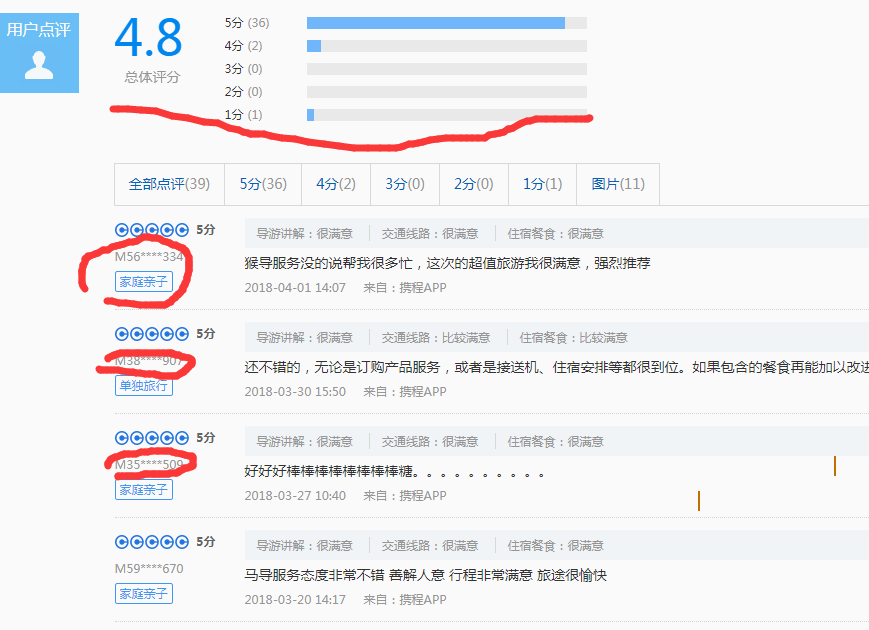 用户点评
4.8
总体评分
5分 (36)
4分 (2)
3分 (0)
2分 (0)
1分 (1)
全部点评(39) 5分(36) 4分(2) 3分(0) 2分(0) 1分(1) 图片(11)
5分 导游讲解：很满意 交通线路：很满意 住宿餐食：很满意
M56****334
猴导服务没的说帮我很多忙，这次的超值旅游我很满意，强烈推荐
家庭亲子
2018-04-01 14:07 来自：携程APP
5分 导游讲解：很满意 交通线路：比较满意 住宿餐食：比较满意
M38****907
还不错的，无论是订购产品服务，或者是接送机、住宿安排等都很到位。如果包含的餐食再能加以改进
单独旅行
2018-03-30 15:50 来自：携程APP
5分 导游讲解：很满意 交通线路：很满意 住宿餐食：很满意
M35****509
好好好棒棒棒棒棒棒棒棒糖。。。。。。。。。。
家庭亲子
2018-03-27 10:40 来自：携程APP
5分 导游讲解：很满意 交通线路：很满意 住宿餐食：很满意
M59****670
马导服务态度非常不错 善解人意 行程非常满意 旅途很愉快
家庭亲子
2018-03-20 14:17 来自：携程APP